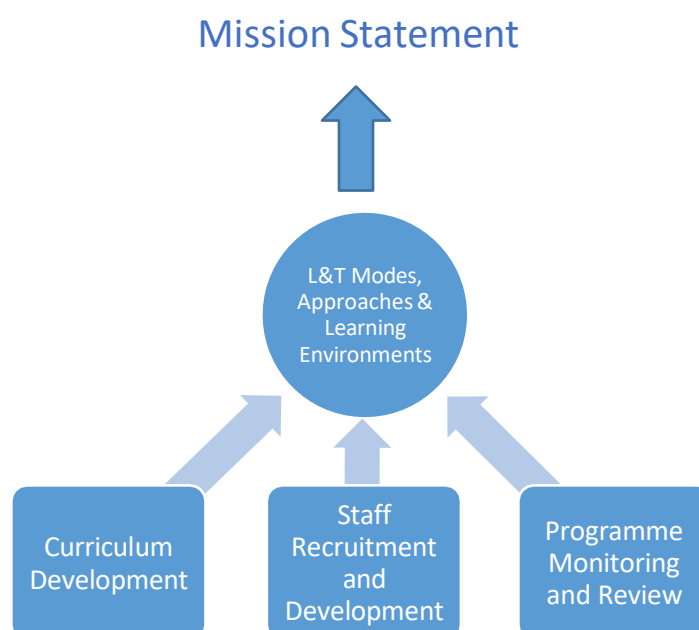 Mission Statement
L&T Modes,
Approaches &
Learning
Environments
Curriculum
Development
Staff
Recruitment
and
Development
Programme
Monitoring
and Review